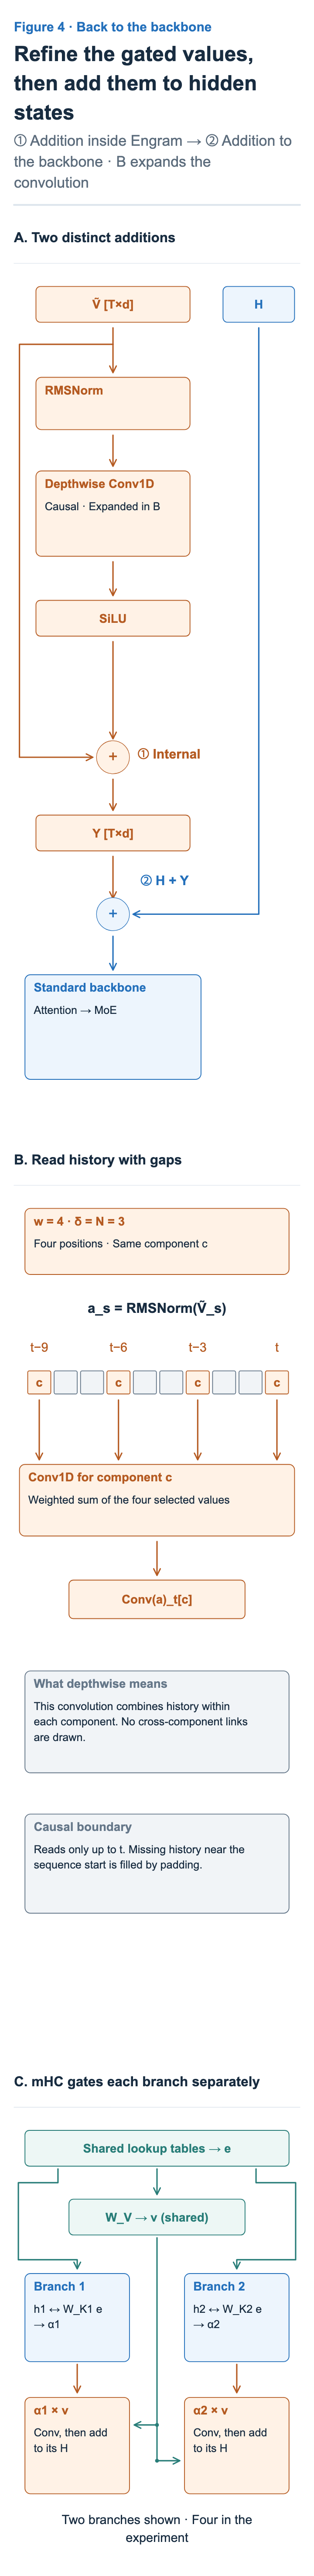 Figure 4 · Back to the backbone
Refine the gated values,
then add them to hidden
states
① Addition inside Engram → ② Addition to
the backbone · B expands the
convolution
A. Two distinct additions
Ṽ [T×d]
H
RMSNorm
Depthwise Conv1D
Causal · Expanded in B
SiLU
+
① Internal
Y [T×d]
② H + Y
+
Standard backbone
Attention → MoE
B. Read history with gaps
w = 4 · δ = N = 3
Four positions · Same component c
a_s = RMSNorm(Ṽ_s)
t−9 t−6 t−3 t
c c c c
Conv1D for component c
Weighted sum of the four selected values
Conv(a)_t[c]
What depthwise means
This convolution combines history within
each component. No cross-component links
are drawn.
Causal boundary
Reads only up to t. Missing history near the
sequence start is filled by padding.
C. mHC gates each branch separately
Shared lookup tables → e
W_V → v (shared)
Branch 1
h1 ↔ W_K1 e
→ α1
Branch 2
h2 ↔ W_K2 e
→ α2
α1 × v
Conv, then add
to its H
α2 × v
Conv, then add
to its H
Two branches shown · Four in the
experiment